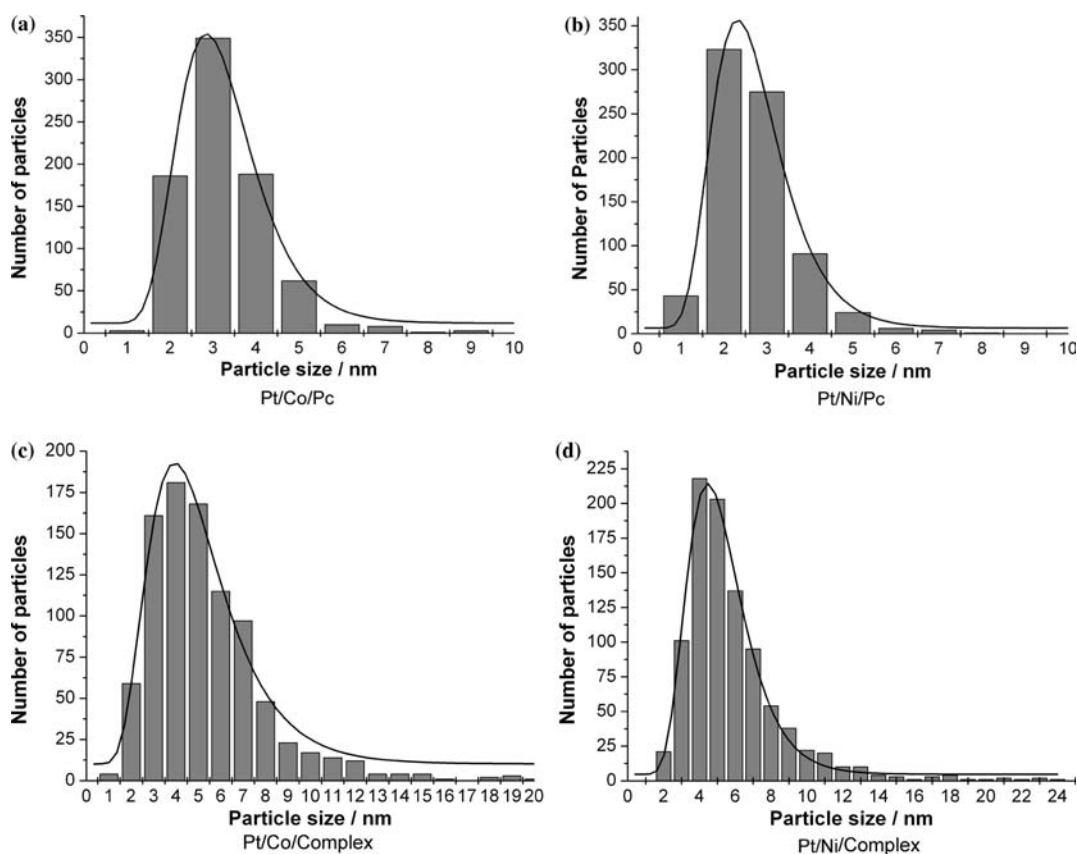 (a)
350
300
250
200
150
100
50
0
Number of particles
0 1 2 3 4 5 6 7 8 9 10
Particle size / nm
Pt/Co/Pc
(b)
350
300
250
200
150
100
50
0
Number of Particles
0 1 2 3 4 5 6 7 8 9 10
Particle size / nm
Pt/Ni/Pc
(c)
200
175
150
125
100
75
50
25
0
Number of particles
0 1 2 3 4 5 6 7 8 9 10 11 12 13 14 15 16 17 18 19 20
Particle size / nm
Pt/Co/Complex
(d)
225
200
175
150
125
100
75
50
25
0
Number of particles
0 2 4 6 8 10 12 14 16 18 20 22 24
Particle size / nm
Pt/Ni/Complex